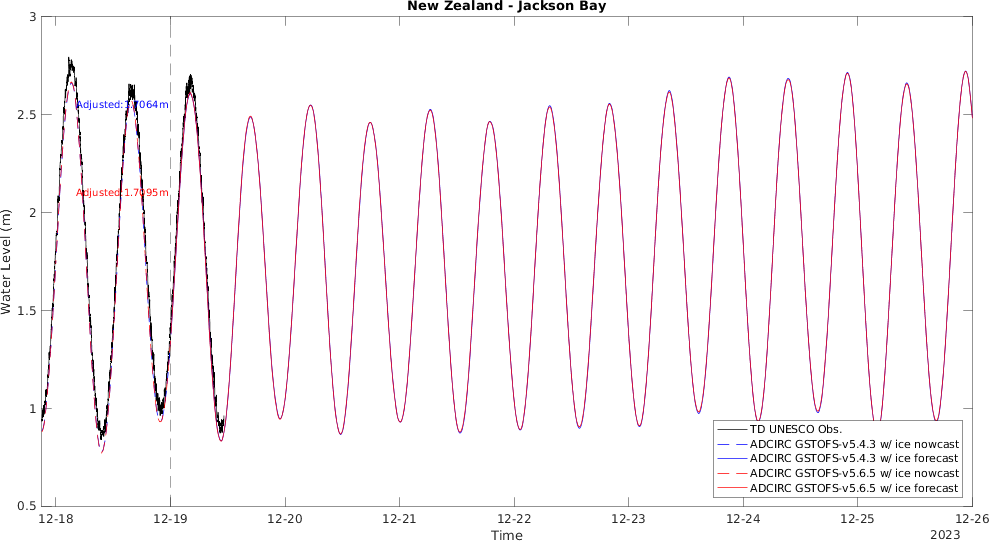 New Zealand - Jackson Bay
Water Level (m)
3
2.5
2
1.5
1
0.5
Adjusted:1.7064m
Adjusted:1.7095m
TD UNESCO Obs.
ADCIRC GSTOFS-v5.4.3 w/ ice nowcast
ADCIRC GSTOFS-v5.4.3 w/ ice forecast
ADCIRC GSTOFS-v5.6.5 w/ ice nowcast
ADCIRC GSTOFS-v5.6.5 w/ ice forecast
12-18 12-19 12-20 12-21 12-22 12-23 12-24 12-25 12-26
Time
2023